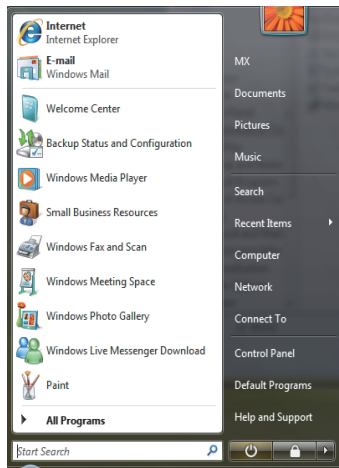 Internet
Internet Explorer
E-mail
Windows Mail
Welcome Center
Backup Status and Configuration
Windows Media Player
Small Business Resources
Windows Fax and Scan
Windows Meeting Space
Windows Photo Gallery
Windows Live Messenger Download
Paint
All Programs
Start Search
MX
Documents
Pictures
Music
Search
Recent Items
Computer
Network
Connect To
Control Panel
Default Programs
Help and Support